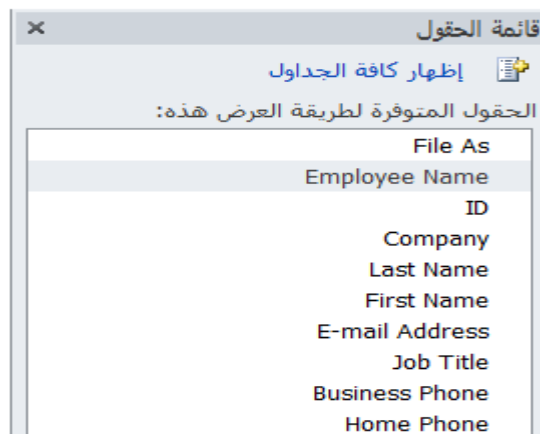 قائمة الحقول
إظهار كافة الجداول
الحقول المتوفرة لطريقة العرض هذه:
File As
Employee Name
ID
Company
Last Name
First Name
E-mail Address
Job Title
Business Phone
Home Phone